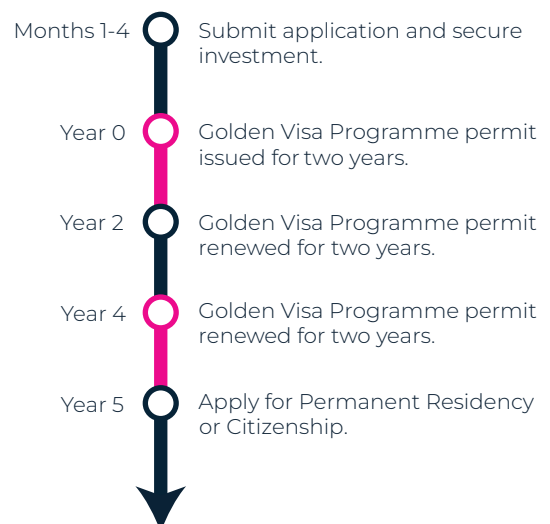 Months 1-4
Submit application and secure
investment.
Year 0
Golden Visa Programme permit
issued for two years.
Year 2
Golden Visa Programme permit
renewed for two years.
Year 4
Golden Visa Programme permit
renewed for two years.
Year 5
Apply for Permanent Residency
or Citizenship.